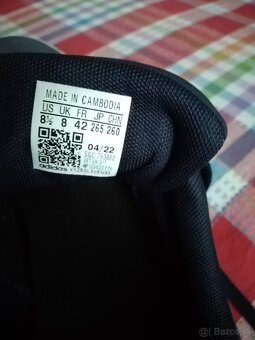 MADE IN CAMBODIA
US UK FR JP CHN
8½ 8 42 265 260
04/22
adidas
Bazos.sk